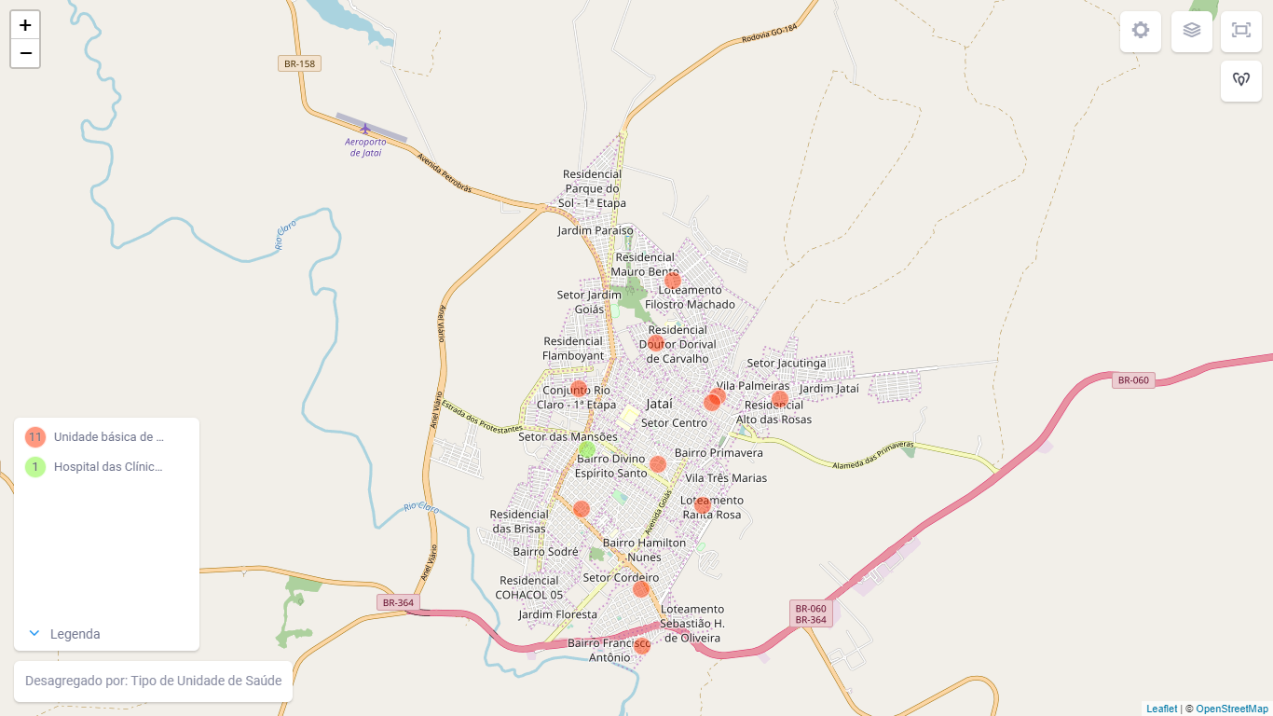 +
−
BR-158
Rodovia GO-184
Aeroporto
de Jataí
Avenida Petrobrás
Residencial
Parque do
Sol - 1ª Etapa
Jardim Paraiso
Rio Claro
Residencial
Mauro Bento
Loteamento
Filostro Machado
Setor Jardim
Goiás
Anel Viário
Residencial
Doutor Dorival
de Carvalho
Residencial
Flamboyant
Setor Jacutinga
BR-060
Vila Palmeiras
Jardim Jataí
Conjunto Rio
Claro - 1ª Etapa
Jataí
Residencial
Alto das Rosas
Anel Viário
Estrada dos Protestantes
Setor Centro
Setor das Mansões
Bairro Primavera
Alameda das Primaveras
Bairro Divino
Espírito Santo
Vila Três Marias
Loteamento
Ranta Rosa
Avenida Goiás
Rio Claro
Residencial
das Brisas
Bairro Hamilton
Nunes
Bairro Sodré
Anel Viário
Setor Cordeiro
Residencial
COHACOL 05
BR-364
Jardim Floresta
Loteamento
Sebastião H.
de Oliveira
BR-060
BR-364
Bairro Francisco
Antônio
11 Unidade básica de ...
1 Hospital das Clínic...
Legenda
Desagregado por: Tipo de Unidade de Saúde
Leaflet | © OpenStreetMap